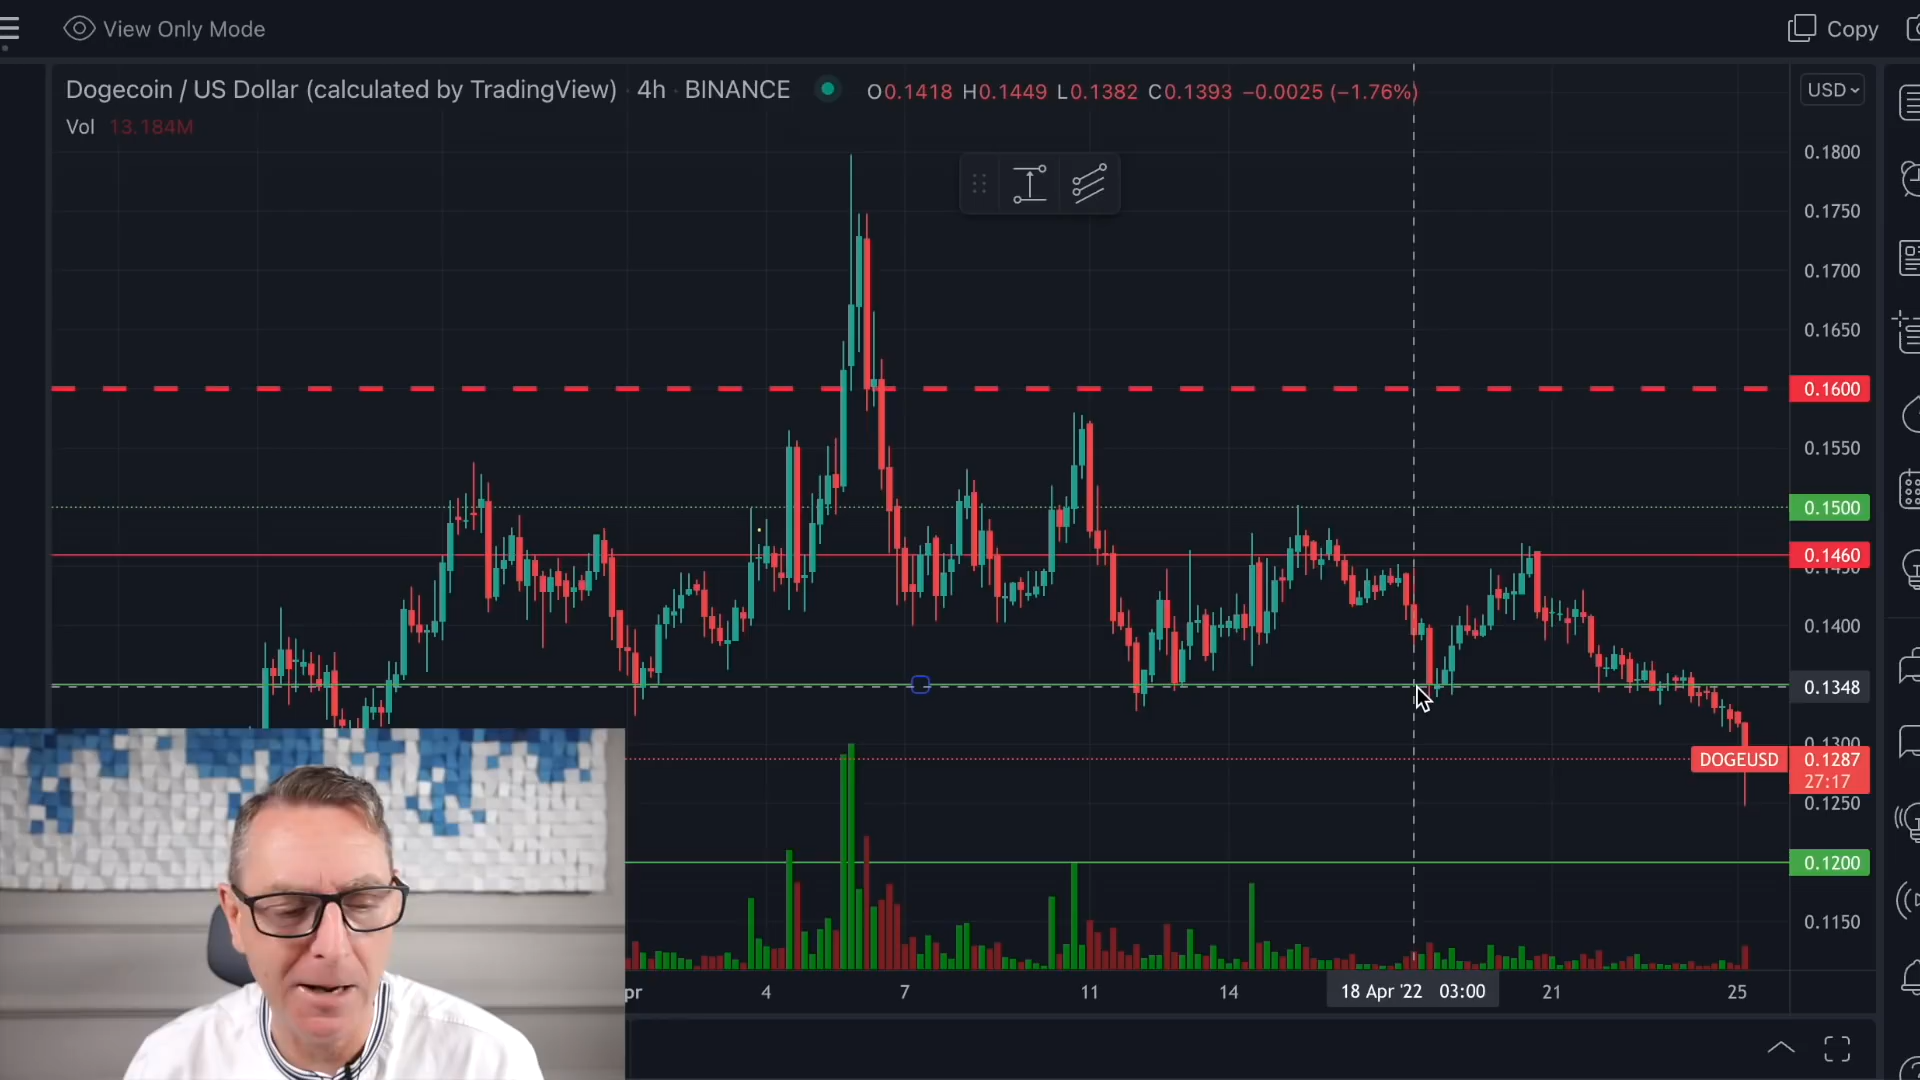 View Only Mode
Copy
Dogecoin / US Dollar (calculated by TradingView) · 4h · BINANCE O0.1418 H0.1449 L0.1382 C0.1393 −0.0025 (−1.76%)
USD
Vol 13.184M
0.1800
0.1750
0.1700
0.1650
0.1600
0.1550
0.1500
0.1460
0.1450
0.1400
0.1348
0.1300
DOGEUSD 0.1287
27:17
0.1250
0.1200
0.1150
pr 4 7 11 14 18 Apr '22 03:00 21 25